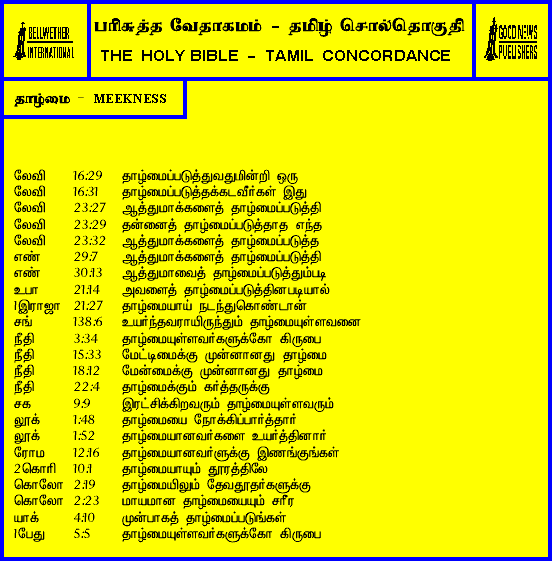 BELLWETHER INTERNATIONAL
பரிசுத்த வேதாகமம் - தமிழ் சொல்தொகுதி
THE HOLY BIBLE - TAMIL CONCORDANCE
GOOD NEWS PUBLISHERS
தாழ்மை - MEEKNESS
லேவி 16:29 தாழ்மைப்படுத்துவதுமின்றி ஒரு
லேவி 16:31 தாழ்மைப்படுத்தக்கடவீர்கள் இது
லேவி 23:27 ஆத்துமாக்களைத் தாழ்மைப்படுத்தி
லேவி 23:29 தன்னைத் தாழ்மைப்படுத்தாத எந்த
லேவி 23:32 ஆத்துமாக்களைத் தாழ்மைப்படுத்த
எண் 29:7 ஆத்துமாக்களைத் தாழ்மைப்படுத்தி
எண் 30:13 ஆத்துமாவைத் தாழ்மைப்படுத்தும்படி
உபா 21:14 அவளைத் தாழ்மைப்படுத்தினபடியால்
1இராஜா 21:27 தாழ்மையாய் நடந்துகொண்டான்
சங் 138:6 உயர்ந்தவராயிருந்தும் தாழ்மையுள்ளவனை
நீதி 3:34 தாழ்மையுள்ளவர்களுக்கோ கிருபை
நீதி 15:33 மேட்டிமைக்கு முன்னானது தாழ்மை
நீதி 18:12 மேன்மைக்கு முன்னானது தாழ்மை
நீதி 22:4 தாழ்மைக்கும் கர்த்தருக்கு
சக 9:9 இரட்சிக்கிறவரும் தாழ்மையுள்ளவரும்
லூக் 1:48 தாழ்மையை நோக்கிப்பார்த்தார்
லூக் 1:52 தாழ்மையானவர்களை உயர்த்தினார்
ரோம 12:16 தாழ்மையானவர்ளுக்கு இணங்குங்கள்
2கொரி 10:1 தாழ்மையாயும் தூரத்திலே
கொலோ 2:19 தாழ்மையிலும் தேவதூதர்களுக்கு
கொலோ 2:23 மாயமான தாழ்மையையும் சரீர
யாக் 4:10 முன்பாகத் தாழ்மைப்படுங்கள்
1பேது 5:5 தாழ்மையுள்ளவர்களுக்கோ கிருபை